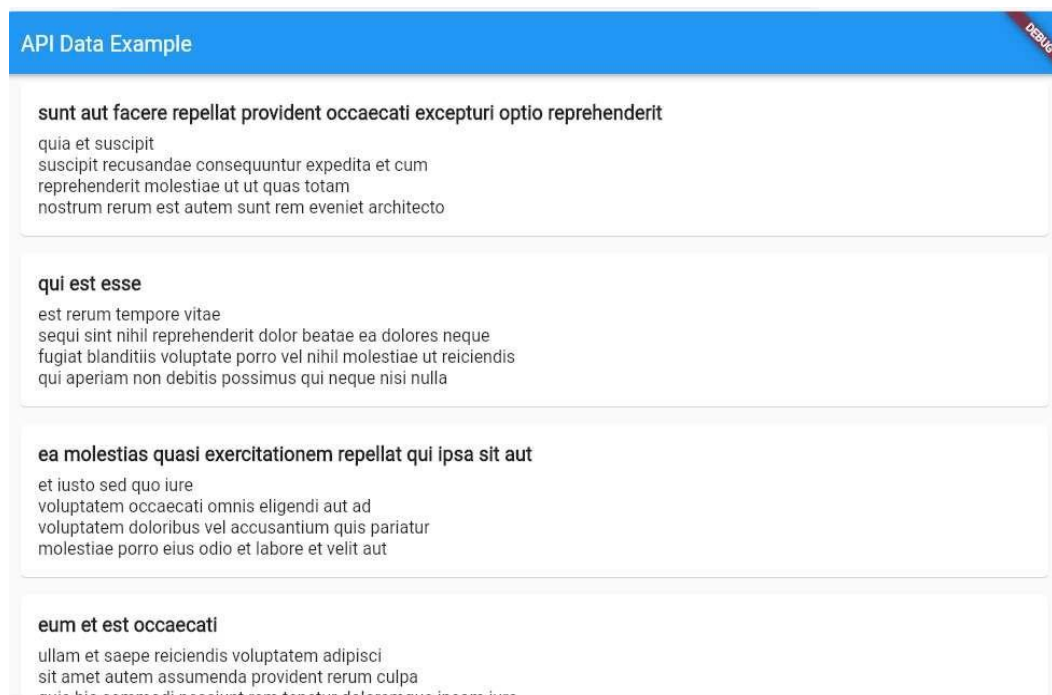 API Data Example
DEBUG
sunt aut facere repellat provident occaecati excepturi optio reprehenderit
quia et suscipit
suscipit recusandae consequuntur expedita et cum
reprehenderit molestiae ut ut quas totam
nostrum rerum est autem sunt rem eveniet architecto
qui est esse
est rerum tempore vitae
sequi sint nihil reprehenderit dolor beatae ea dolores neque
fugiat blanditiis voluptate porro vel nihil molestiae ut reiciendis
qui aperiam non debitis possimus qui neque nisi nulla
ea molestias quasi exercitationem repellat qui ipsa sit aut
et iusto sed quo iure
voluptatem occaecati omnis eligendi aut ad
voluptatem doloribus vel accusantium quis pariatur
molestiae porro eius odio et labore et velit aut
eum et est occaecati
ullam et saepe reiciendis voluptatem adipisci
sit amet autem assumenda provident rerum culpa